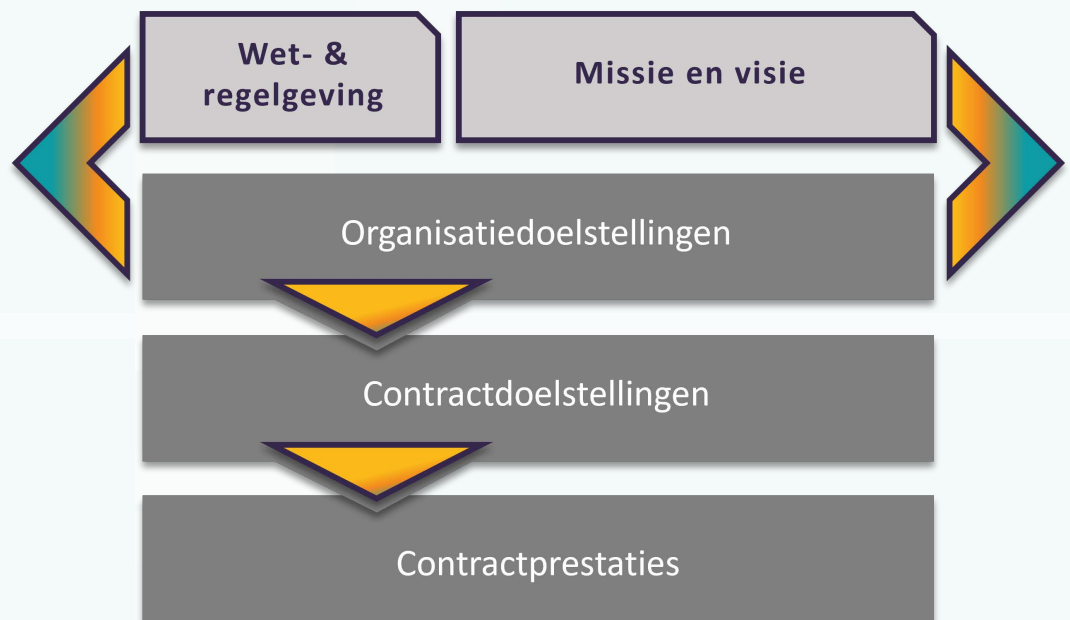 Wet- &
regelgeving
Missie en visie
Organisatiedoelstellingen
Contractdoelstellingen
Contractprestaties